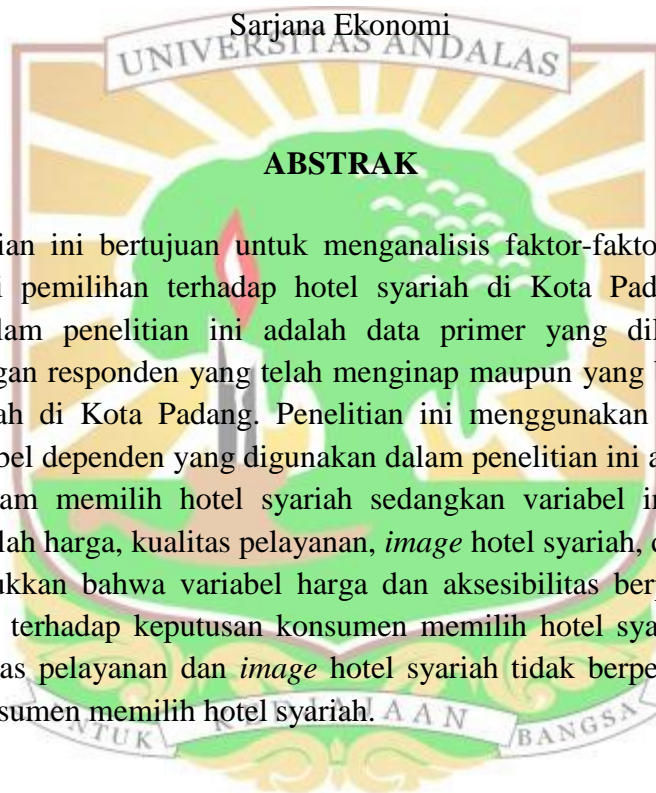 Sarjana Ekonomi
UNIVERSITAS ANDALAS
ABSTRAK
ian ini bertujuan untuk menganalisis faktor-fakto
i pemilihan terhadap hotel syariah di Kota Pad
lam penelitian ini adalah data primer yang dil
gan responden yang telah menginap maupun yang
ah di Kota Padang. Penelitian ini menggunakan
bel dependen yang digunakan dalam penelitian ini a
am memilih hotel syariah sedangkan variabel in
lah harga, kualitas pelayanan, image hotel syariah,
ukkan bahwa variabel harga dan aksesibilitas berp
terhadap keputusan konsumen memilih hotel sya
as pelayanan dan image hotel syariah tidak berpe
sumen memilih hotel syariah.
UNTUK KEDJAJAAN BANGSA